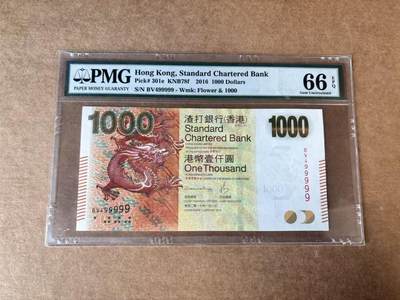 PMG
PAPER MONEY GUARANTY
Hong Kong, Standard Chartered Bank
Pick# 301e KNB78f 2016 1000 Dollars
S/N BV499999 - Wmk: Flower & 1000
66 EPQ
Gem Uncirculated
1000
渣打銀行(香港)
Standard
Chartered Bank
港幣壹仟圓
One Thousand
1000
BV499999
BV499999